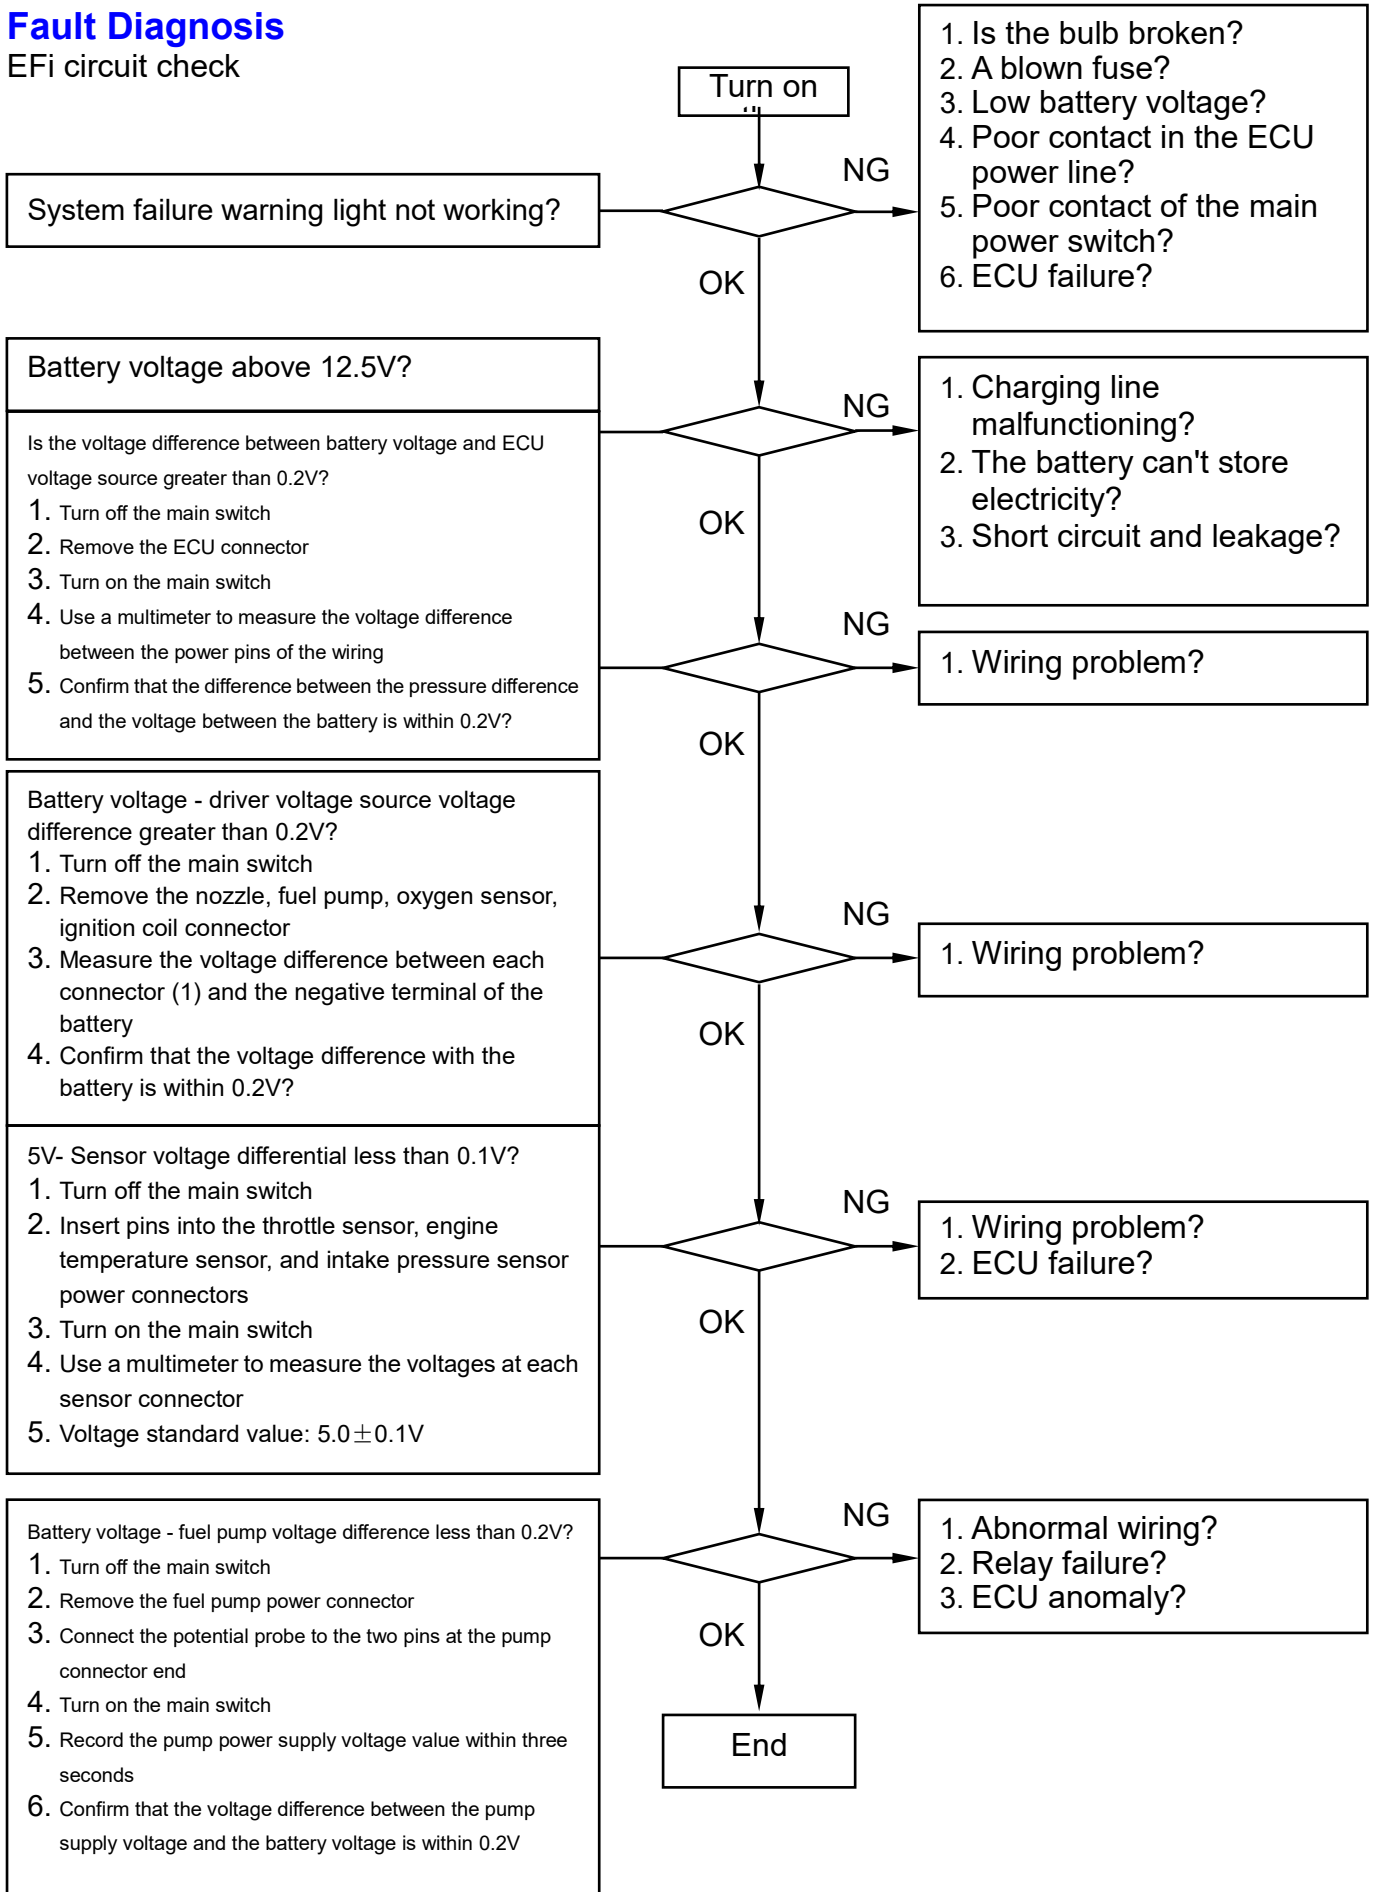 Fault Diagnosis
EFi circuit check
Turn on
NG
1. Is the bulb broken?
2. A blown fuse?
3. Low battery voltage?
4. Poor contact in the ECU
power line?
5. Poor contact of the main
power switch?
6. ECU failure?
System failure warning light not working?
OK
Battery voltage above 12.5V?
NG
1. Charging line
malfunctioning?
2. The battery can't store
electricity?
3. Short circuit and leakage?
OK
Is the voltage difference between battery voltage and ECU
voltage source greater than 0.2V?
1. Turn off the main switch
2. Remove the ECU connector
3. Turn on the main switch
4. Use a multimeter to measure the voltage difference
between the power pins of the wiring
5. Confirm that the difference between the pressure difference
and the voltage between the battery is within 0.2V?
NG
1. Wiring problem?
OK
Battery voltage - driver voltage source voltage
difference greater than 0.2V?
1. Turn off the main switch
2. Remove the nozzle, fuel pump, oxygen sensor,
ignition coil connector
3. Measure the voltage difference between each
connector (1) and the negative terminal of the
battery
4. Confirm that the voltage difference with the
battery is within 0.2V?
NG
1. Wiring problem?
OK
5V- Sensor voltage differential less than 0.1V?
1. Turn off the main switch
2. Insert pins into the throttle sensor, engine
temperature sensor, and intake pressure sensor
power connectors
3. Turn on the main switch
4. Use a multimeter to measure the voltages at each
sensor connector
5. Voltage standard value: 5.0±0.1V
NG
1. Wiring problem?
2. ECU failure?
OK
Battery voltage - fuel pump voltage difference less than 0.2V?
1. Turn off the main switch
2. Remove the fuel pump power connector
3. Connect the potential probe to the two pins at the pump
connector end
4. Turn on the main switch
5. Record the pump power supply voltage value within three
seconds
6. Confirm that the voltage difference between the pump
supply voltage and the battery voltage is within 0.2V
NG
1. Abnormal wiring?
2. Relay failure?
3. ECU anomaly?
OK
End